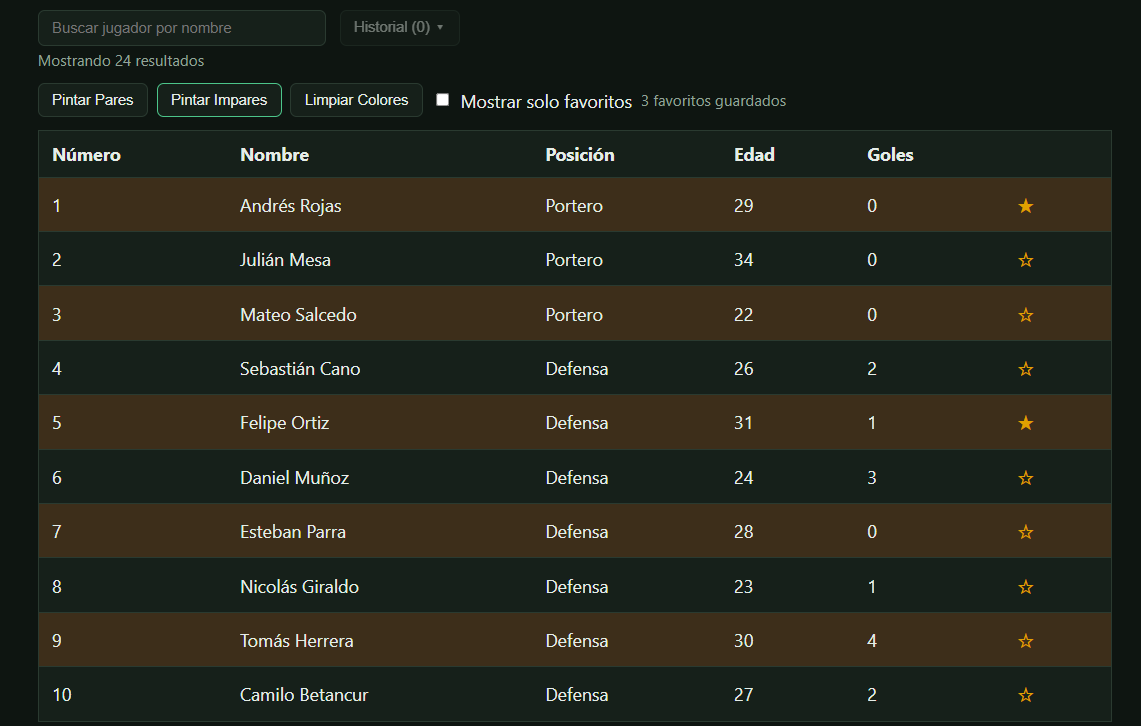 Buscar jugador por nombre Historial (0) ▾
Mostrando 24 resultados
Pintar Pares Pintar Impares Limpiar Colores Mostrar solo favoritos 3 favoritos guardados
Número Nombre Posición Edad Goles
1 Andrés Rojas Portero 29 0 ★
2 Julián Mesa Portero 34 0 ☆
3 Mateo Salcedo Portero 22 0 ☆
4 Sebastián Cano Defensa 26 2 ☆
5 Felipe Ortiz Defensa 31 1 ★
6 Daniel Muñoz Defensa 24 3 ☆
7 Esteban Parra Defensa 28 0 ☆
8 Nicolás Giraldo Defensa 23 1 ☆
9 Tomás Herrera Defensa 30 4 ☆
10 Camilo Betancur Defensa 27 2 ☆